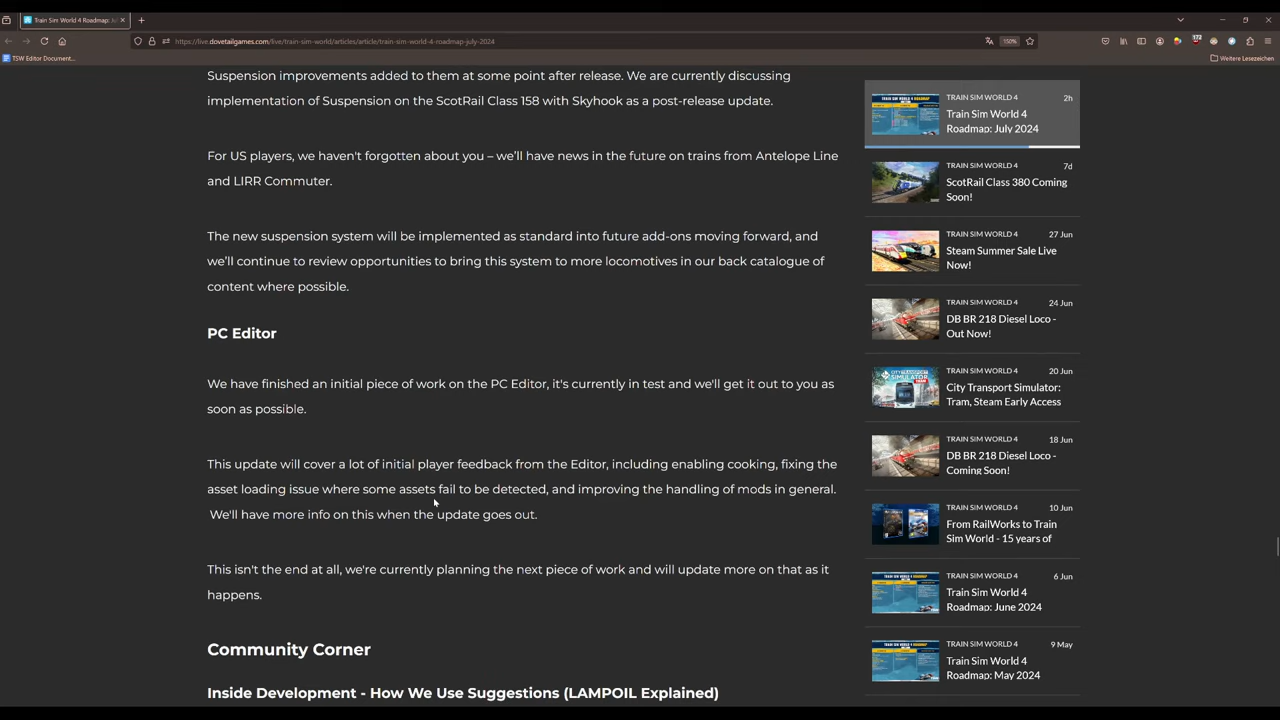 Train Sim World 4 Roadmap: Ju
https://live.dovetailgames.com/live/train-sim-world/articles/article/train-sim-world-4-roadmap-july-2024
150%
172
TSW Editor Document...
Weitere Lesezeichen
Suspension improvements added to them at some point after release. We are currently discussing
implementation of Suspension on the ScotRail Class 158 with Skyhook as a post-release update.
For US players, we haven't forgotten about you – we'll have news in the future on trains from Antelope Line
and LIRR Commuter.
The new suspension system will be implemented as standard into future add-ons moving forward, and
we'll continue to review opportunities to bring this system to more locomotives in our back catalogue of
content where possible.
PC Editor
We have finished an initial piece of work on the PC Editor, it's currently in test and we'll get it out to you as
soon as possible.
This update will cover a lot of initial player feedback from the Editor, including enabling cooking, fixing the
asset loading issue where some assets fail to be detected, and improving the handling of mods in general.
We'll have more info on this when the update goes out.
This isn't the end at all, we're currently planning the next piece of work and will update more on that as it
happens.
Community Corner
Inside Development - How We Use Suggestions (LAMPOIL Explained)
TRAIN SIM WORLD 4 2h
Train Sim World 4
Roadmap: July 2024
TRAIN SIM WORLD 4 7d
ScotRail Class 380 Coming
Soon!
TRAIN SIM WORLD 4 27 Jun
Steam Summer Sale Live
Now!
TRAIN SIM WORLD 4 24 Jun
DB BR 218 Diesel Loco -
Out Now!
TRAIN SIM WORLD 4 20 Jun
City Transport Simulator:
Tram, Steam Early Access
TRAIN SIM WORLD 4 18 Jun
DB BR 218 Diesel Loco -
Coming Soon!
TRAIN SIM WORLD 4 10 Jun
From RailWorks to Train
Sim World - 15 years of
TRAIN SIM WORLD 4 6 Jun
Train Sim World 4
Roadmap: June 2024
TRAIN SIM WORLD 4 9 May
Train Sim World 4
Roadmap: May 2024